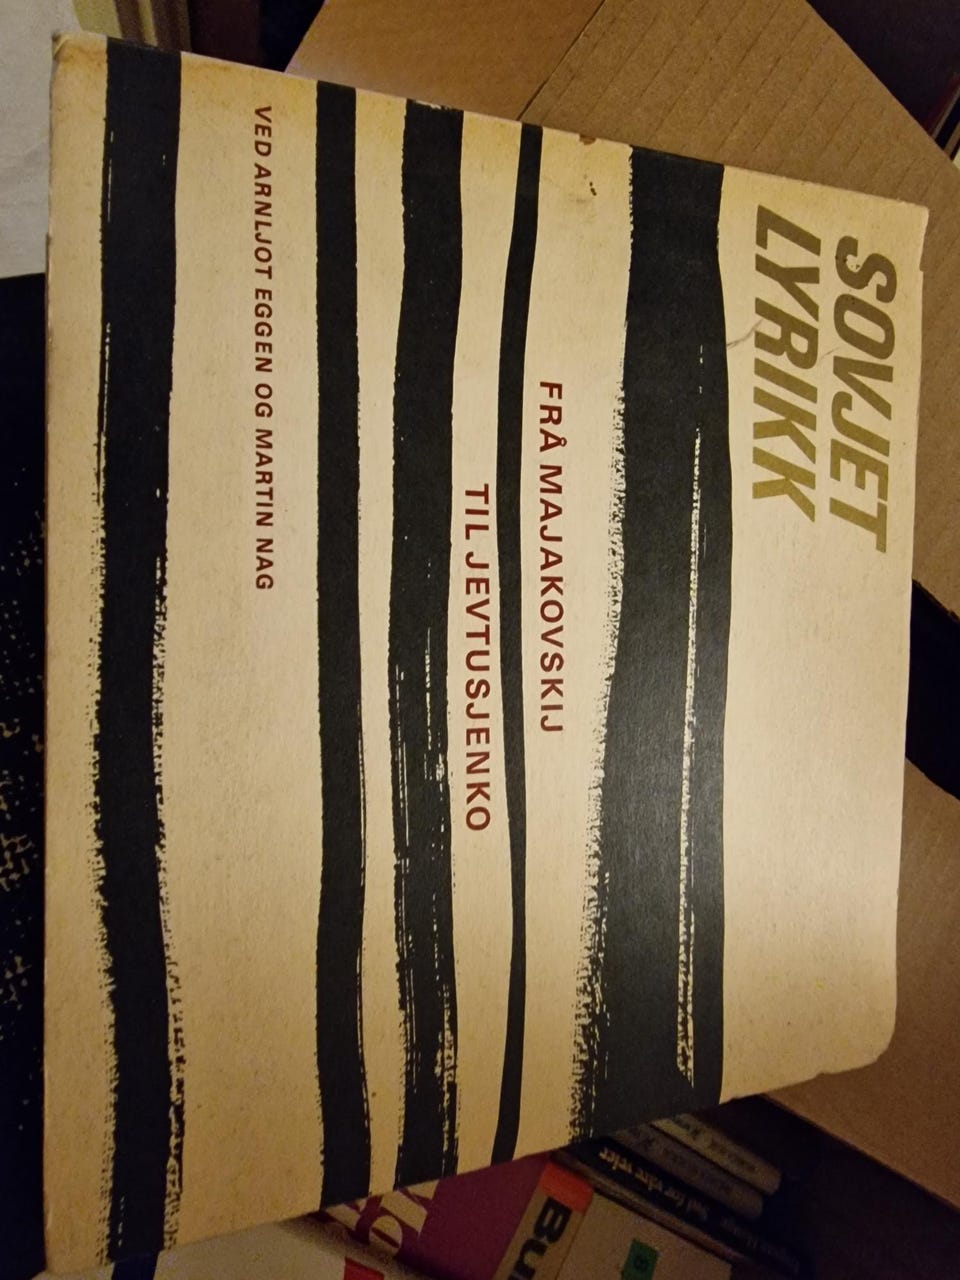 SOVJET
LYRIKK
FRÅ MAJAKOVSKIJ
TIL JEVTUSJENKO
VED ARNLJOT EGGEN OG MARTIN NAG